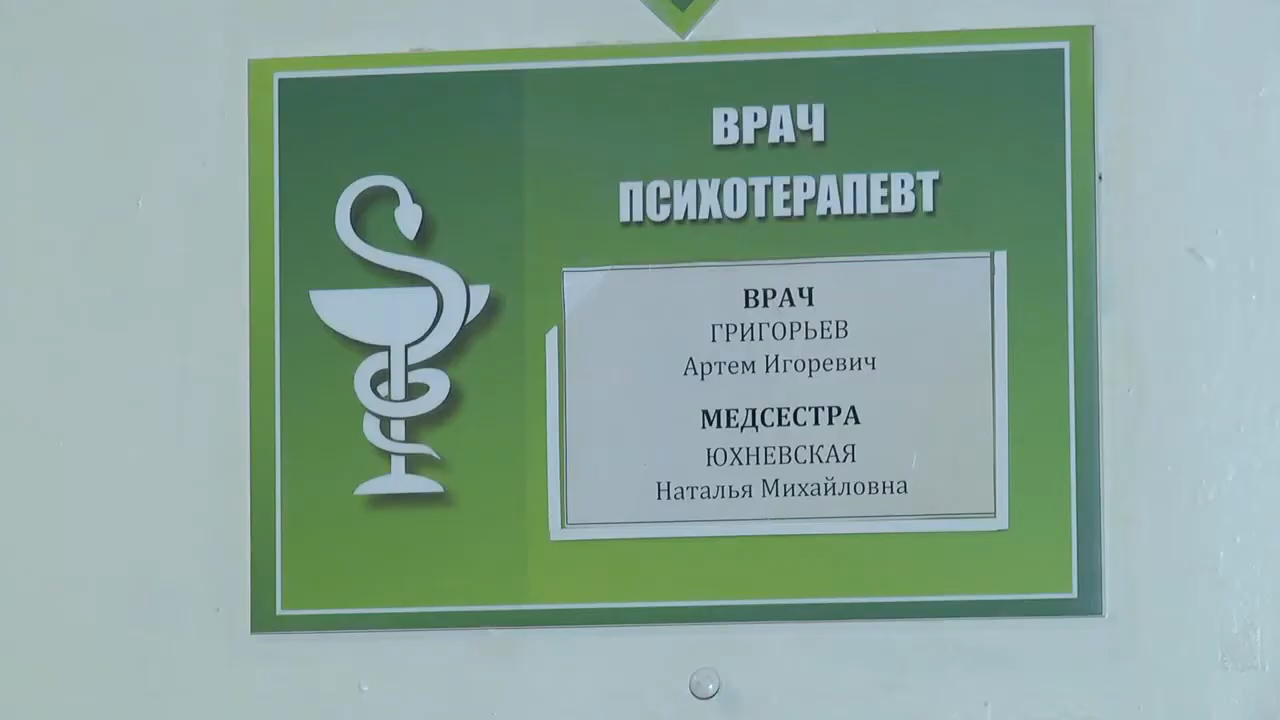 ВРАЧ
ПСИХОТЕРАПЕВТ
ВРАЧ
ГРИГОРЬЕВ
Артем Игоревич
МЕДСЕСТРА
ЮХНЕВСКАЯ
Наталья Михайловна